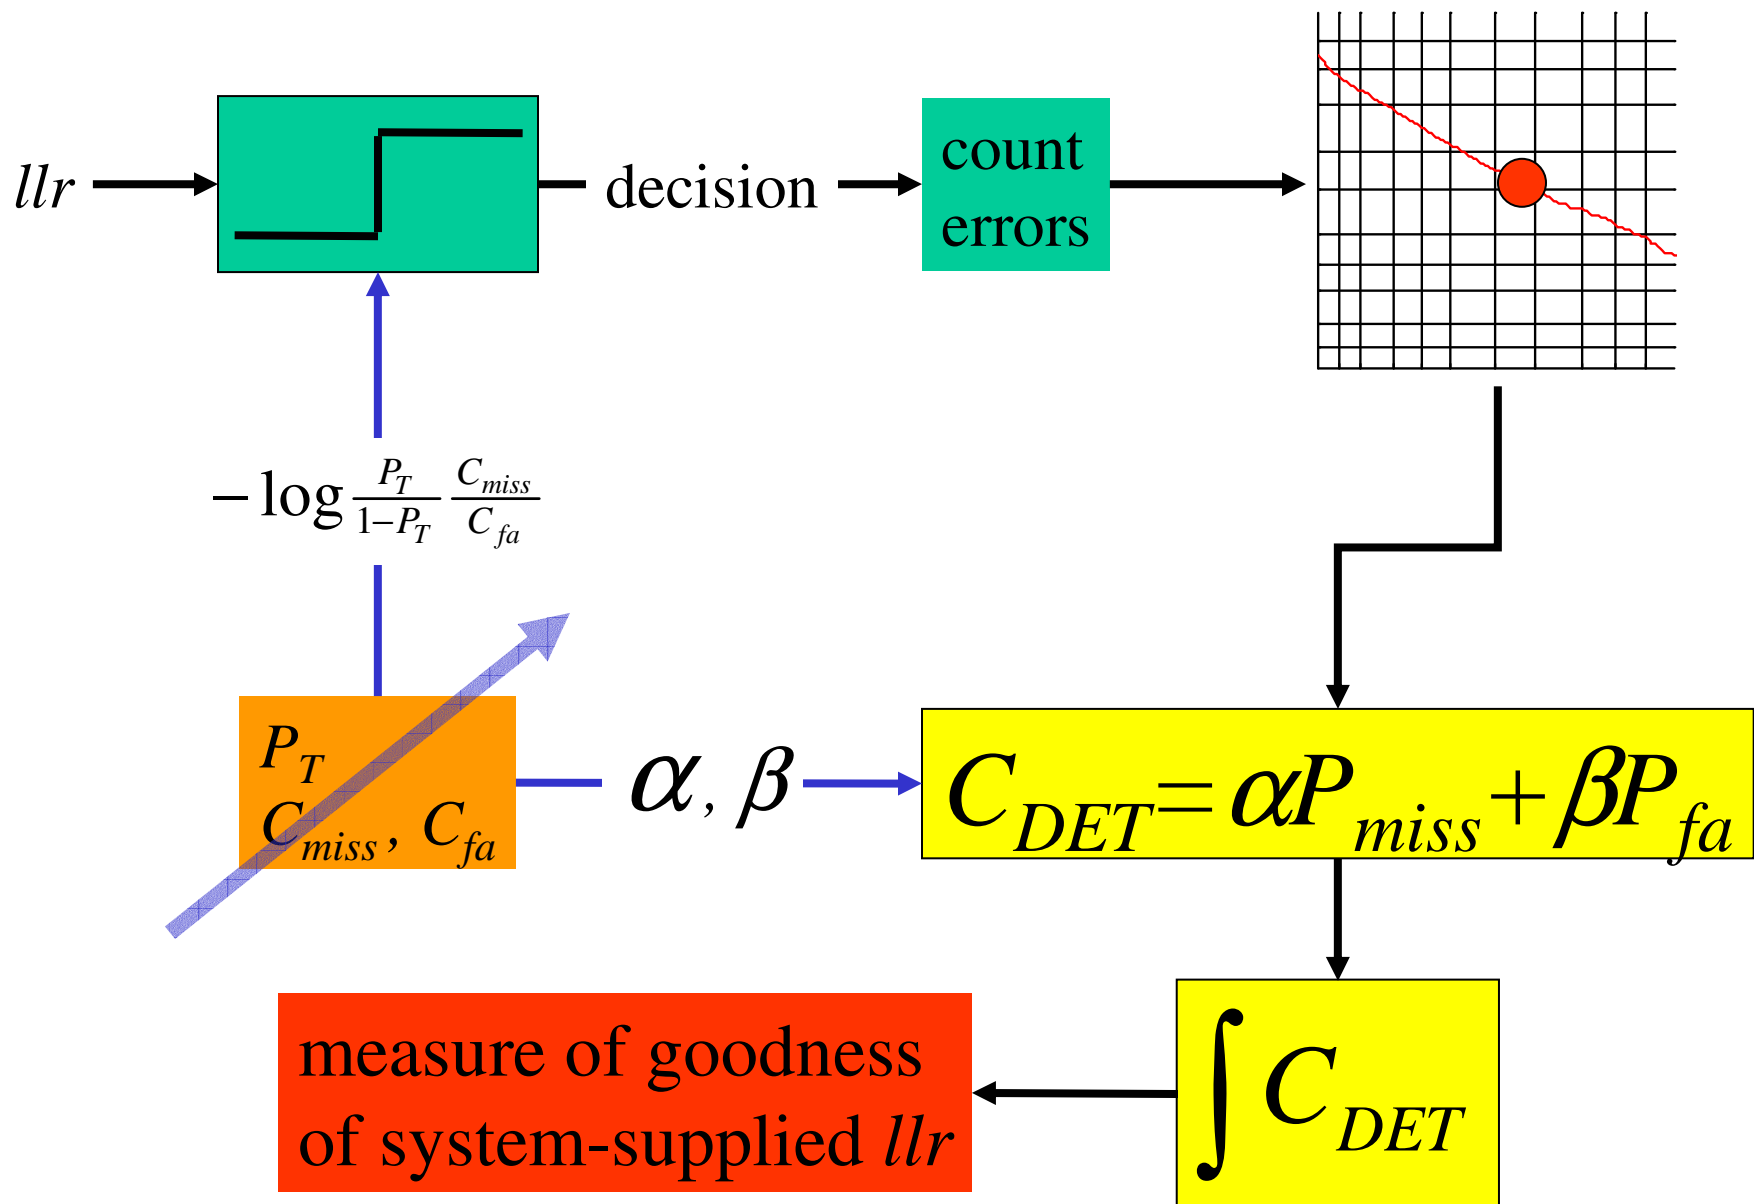 llr
decision
count
errors
− log P_T/(1−P_T) C_miss/C_fa
P_T
C_miss, C_fa
α, β
C_DET = αP_miss + βP_fa
∫ C_DET
measure of goodness
of system-supplied llr